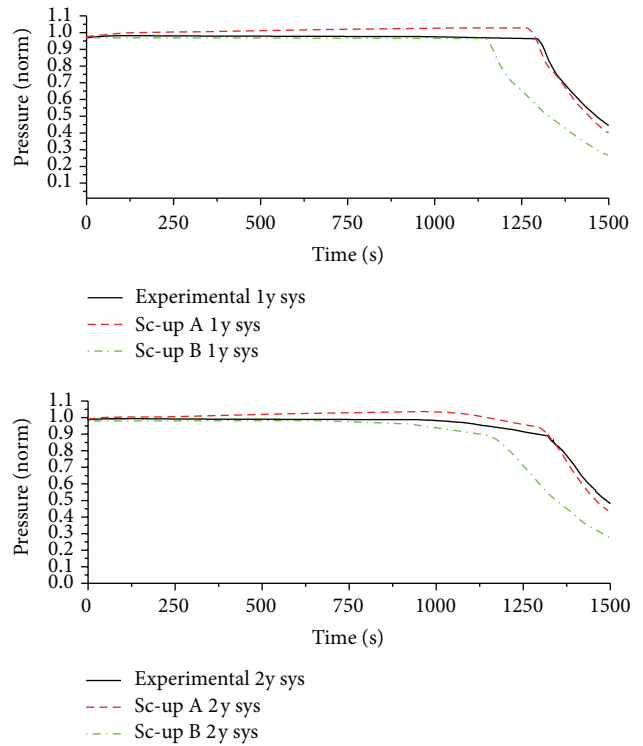 1.1
1.0
0.9
0.8
0.7
0.6
0.5
0.4
0.3
0.2
0.1
Pressure (norm)
0 250 500 750 1000 1250 1500
Time (s)
Experimental 1y sys
Sc-up A 1y sys
Sc-up B 1y sys
1.1
1.0
0.9
0.8
0.7
0.6
0.5
0.4
0.3
0.2
0.1
0.0
Pressure (norm)
0 250 500 750 1000 1250 1500
Time (s)
Experimental 2y sys
Sc-up A 2y sys
Sc-up B 2y sys